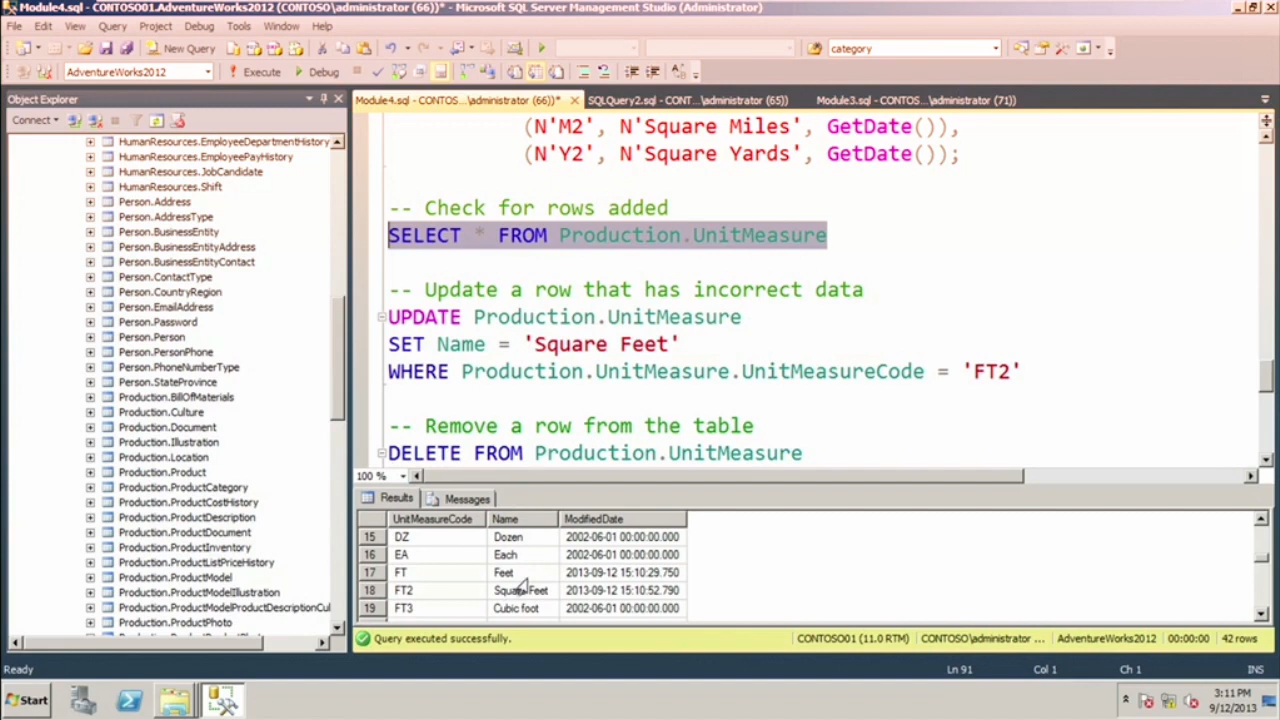 Module4.sql - CONTOSO01.AdventureWorks2012 (CONTOSO\administrator (66))* - Microsoft SQL Server Management Studio (Administrator)
File Edit View Query Project Debug Tools Window Help
New Query category
AdventureWorks2012 Execute Debug
Object Explorer
Connect
HumanResources.EmployeeDepartmentHistory
HumanResources.EmployeePayHistory
HumanResources.JobCandidate
HumanResources.Shift
Person.Address
Person.AddressType
Person.BusinessEntity
Person.BusinessEntityAddress
Person.BusinessEntityContact
Person.ContactType
Person.CountryRegion
Person.EmailAddress
Person.Password
Person.Person
Person.PersonPhone
Person.PhoneNumberType
Person.StateProvince
Production.BillOfMaterials
Production.Culture
Production.Document
Production.Illustration
Production.Location
Production.Product
Production.ProductCategory
Production.ProductCostHistory
Production.ProductDescription
Production.ProductDocument
Production.ProductInventory
Production.ProductListPriceHistory
Production.ProductModel
Production.ProductModelIllustration
Production.ProductModelProductDescriptionCul
Production.ProductPhoto
Module4.sql - CONTOS...\administrator (66))* SQLQuery2.sql - CONT...\administrator (65)) Module3.sql - CONTOS...\administrator (71))
(N'M2', N'Square Miles', GetDate()),
(N'Y2', N'Square Yards', GetDate());
-- Check for rows added
SELECT * FROM Production.UnitMeasure
-- Update a row that has incorrect data
UPDATE Production.UnitMeasure
SET Name = 'Square Feet'
WHERE Production.UnitMeasure.UnitMeasureCode = 'FT2'
-- Remove a row from the table
DELETE FROM Production.UnitMeasure
100 %
Results Messages
UnitMeasureCode Name ModifiedDate
15 DZ Dozen 2002-06-01 00:00:00.000
16 EA Each 2002-06-01 00:00:00.000
17 FT Feet 2013-09-12 15:10:29.750
18 FT2 Square Feet 2013-09-12 15:10:52.790
19 FT3 Cubic foot 2002-06-01 00:00:00.000
Query executed successfully. CONTOSO01 (11.0 RTM) CONTOSO\administrator ... AdventureWorks2012 00:00:00 42 rows
Ready Ln 91 Col 1 Ch 1 INS
Start 3:11 PM
9/12/2013